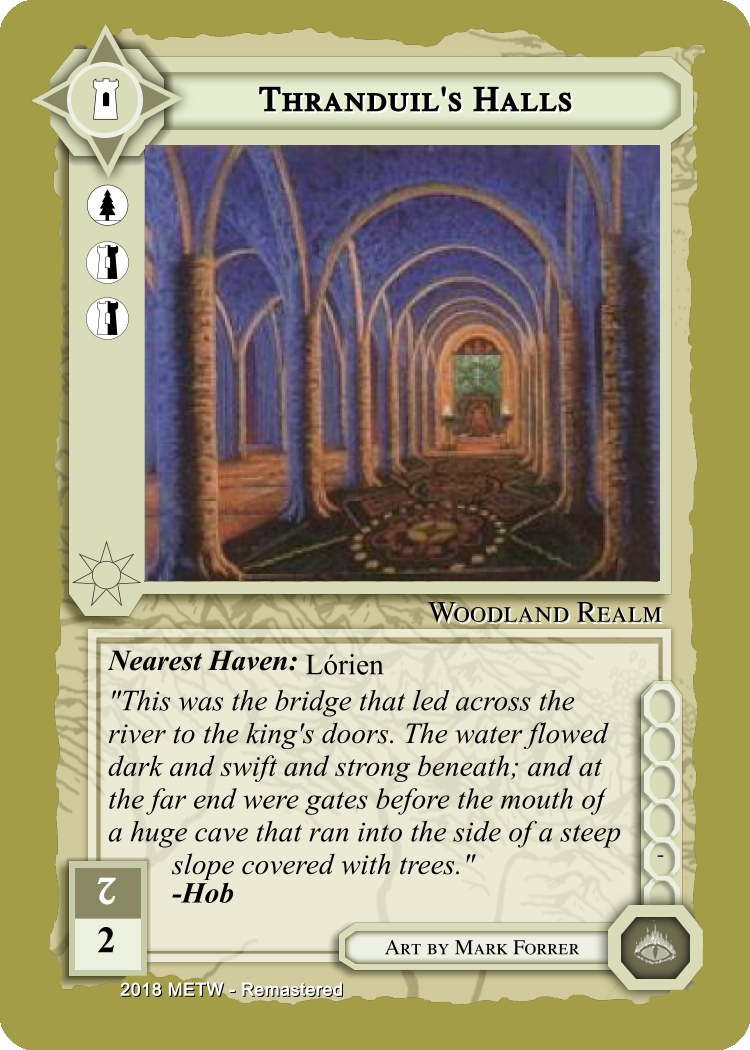 Thranduil's Halls
Woodland Realm
Nearest Haven: Lórien
"This was the bridge that led across the
river to the king's doors. The water flowed
dark and swift and strong beneath; and at
the far end were gates before the mouth of
a huge cave that ran into the side of a steep
slope covered with trees."
-Hob
-
2
2
Art by Mark Forrer
2018 METW - Remastered